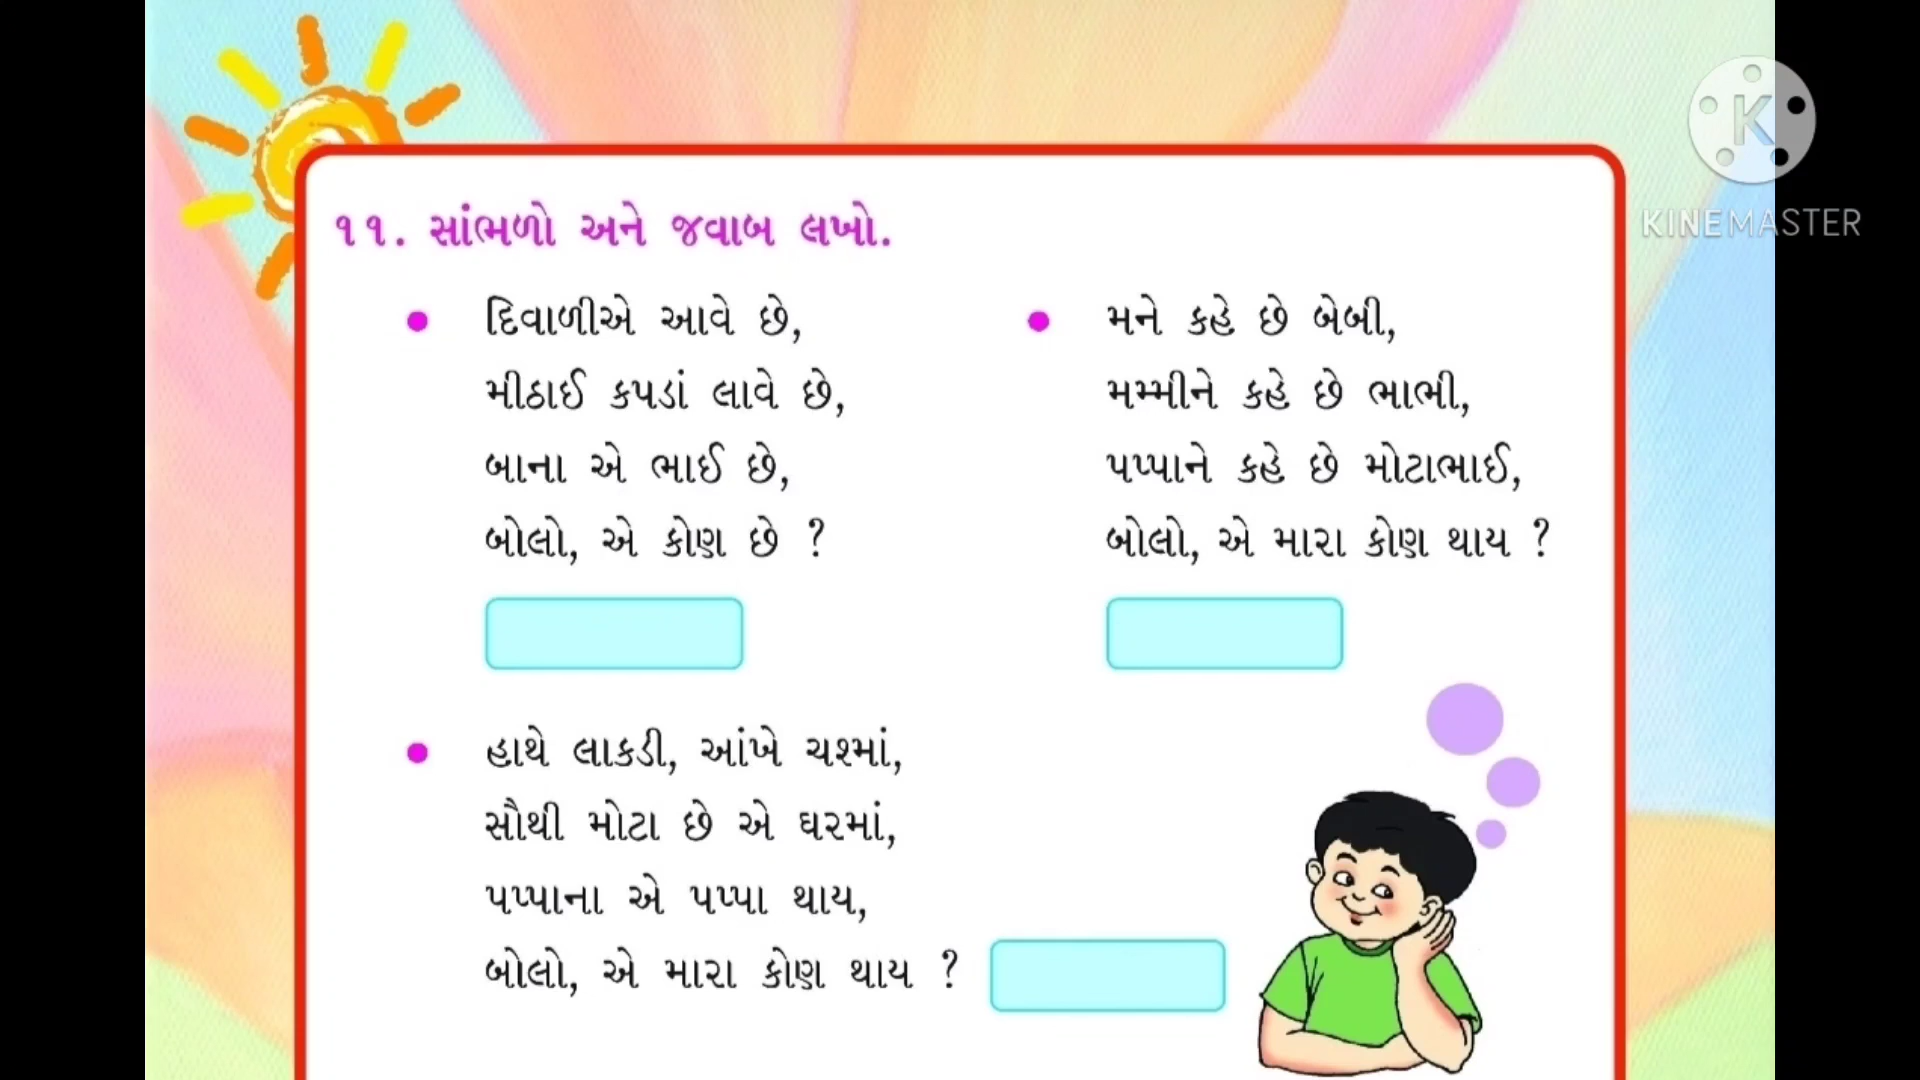 ૧૧. સાંભળો અને જવાબ લખો.
દિવાળીએ આવે છે,
મીઠાઈ કપડાં લાવે છે,
બાના એ ભાઈ છે,
બોલો, એ કોણ છે ?
મને કહે છે બેબી,
મમ્મીને કહે છે ભાભી,
પપ્પાને કહે છે મોટાભાઈ,
બોલો, એ મારા કોણ થાય ?
હાથે લાકડી, આંખે ચશ્માં,
સૌથી મોટા છે એ ઘરમાં,
પપ્પાના એ પપ્પા થાય,
બોલો, એ મારા કોણ થાય ?
K
KINEMASTER